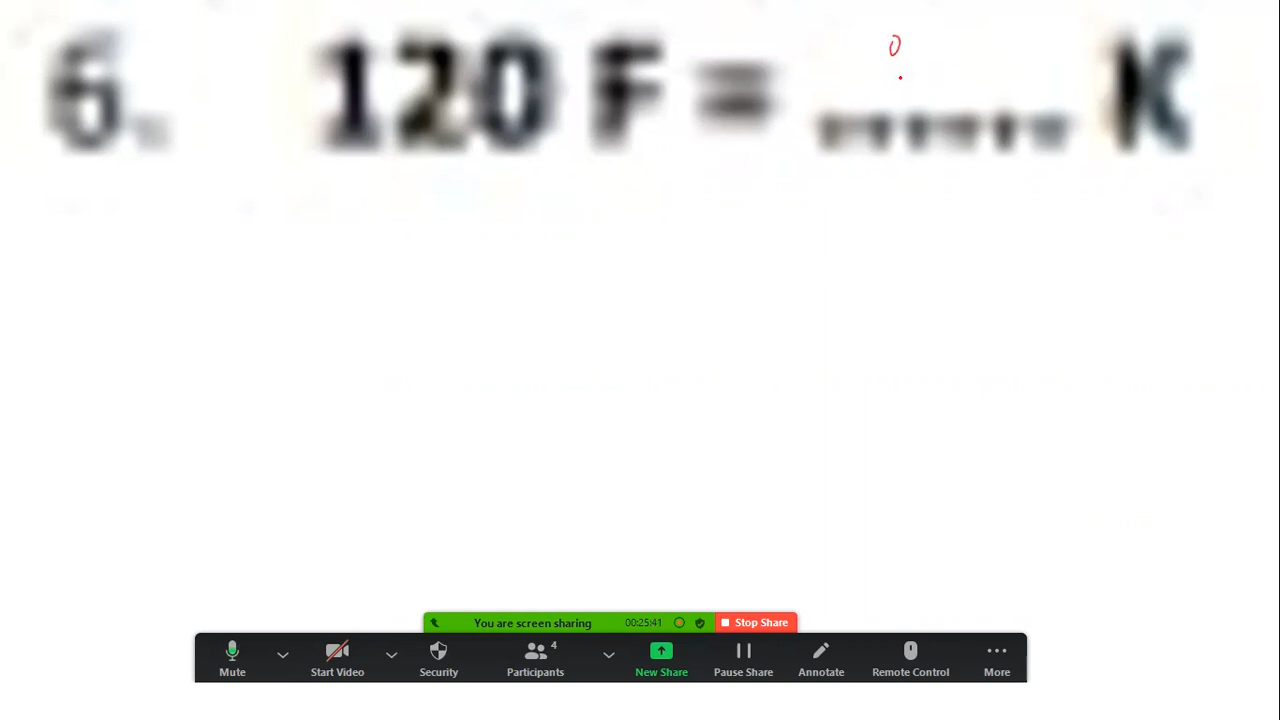 6. 120 F = ...... K
0
You are screen sharing 00:25:41 Stop Share
4
Mute Start Video Security Participants New Share Pause Share Annotate Remote Control More